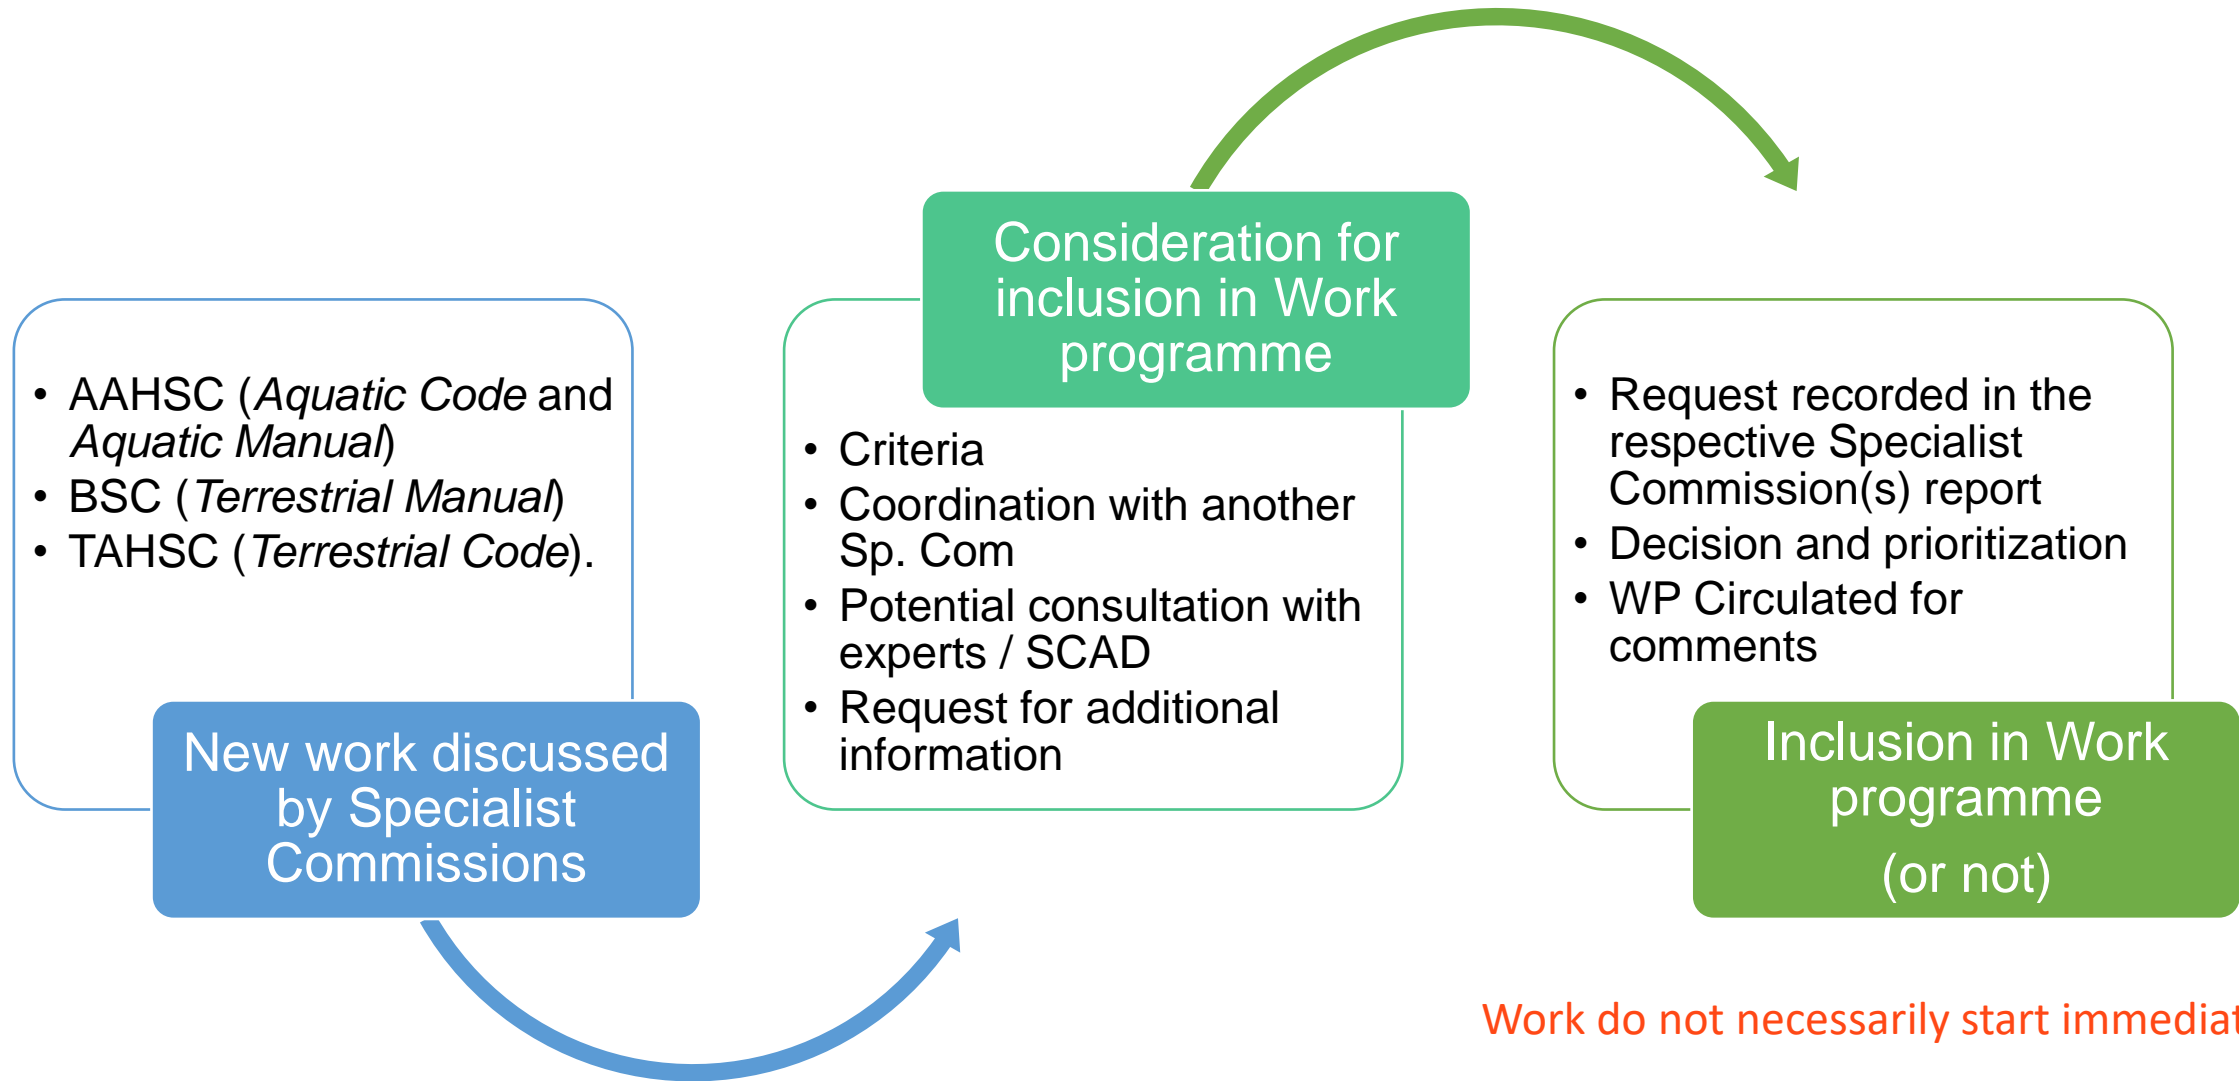 • AAHSC (Aquatic Code and
Aquatic Manual)
• BSC (Terrestrial Manual)
• TAHSC (Terrestrial Code).
New work discussed
by Specialist
Commissions
Consideration for
inclusion in Work
programme
• Criteria
• Coordination with another
Sp. Com
• Potential consultation with
experts / SCAD
• Request for additional
information
• Request recorded in the
respective Specialist
Commission(s) report
• Decision and prioritization
• WP Circulated for
comments
Inclusion in Work
programme
(or not)
Work do not necessarily start immediat